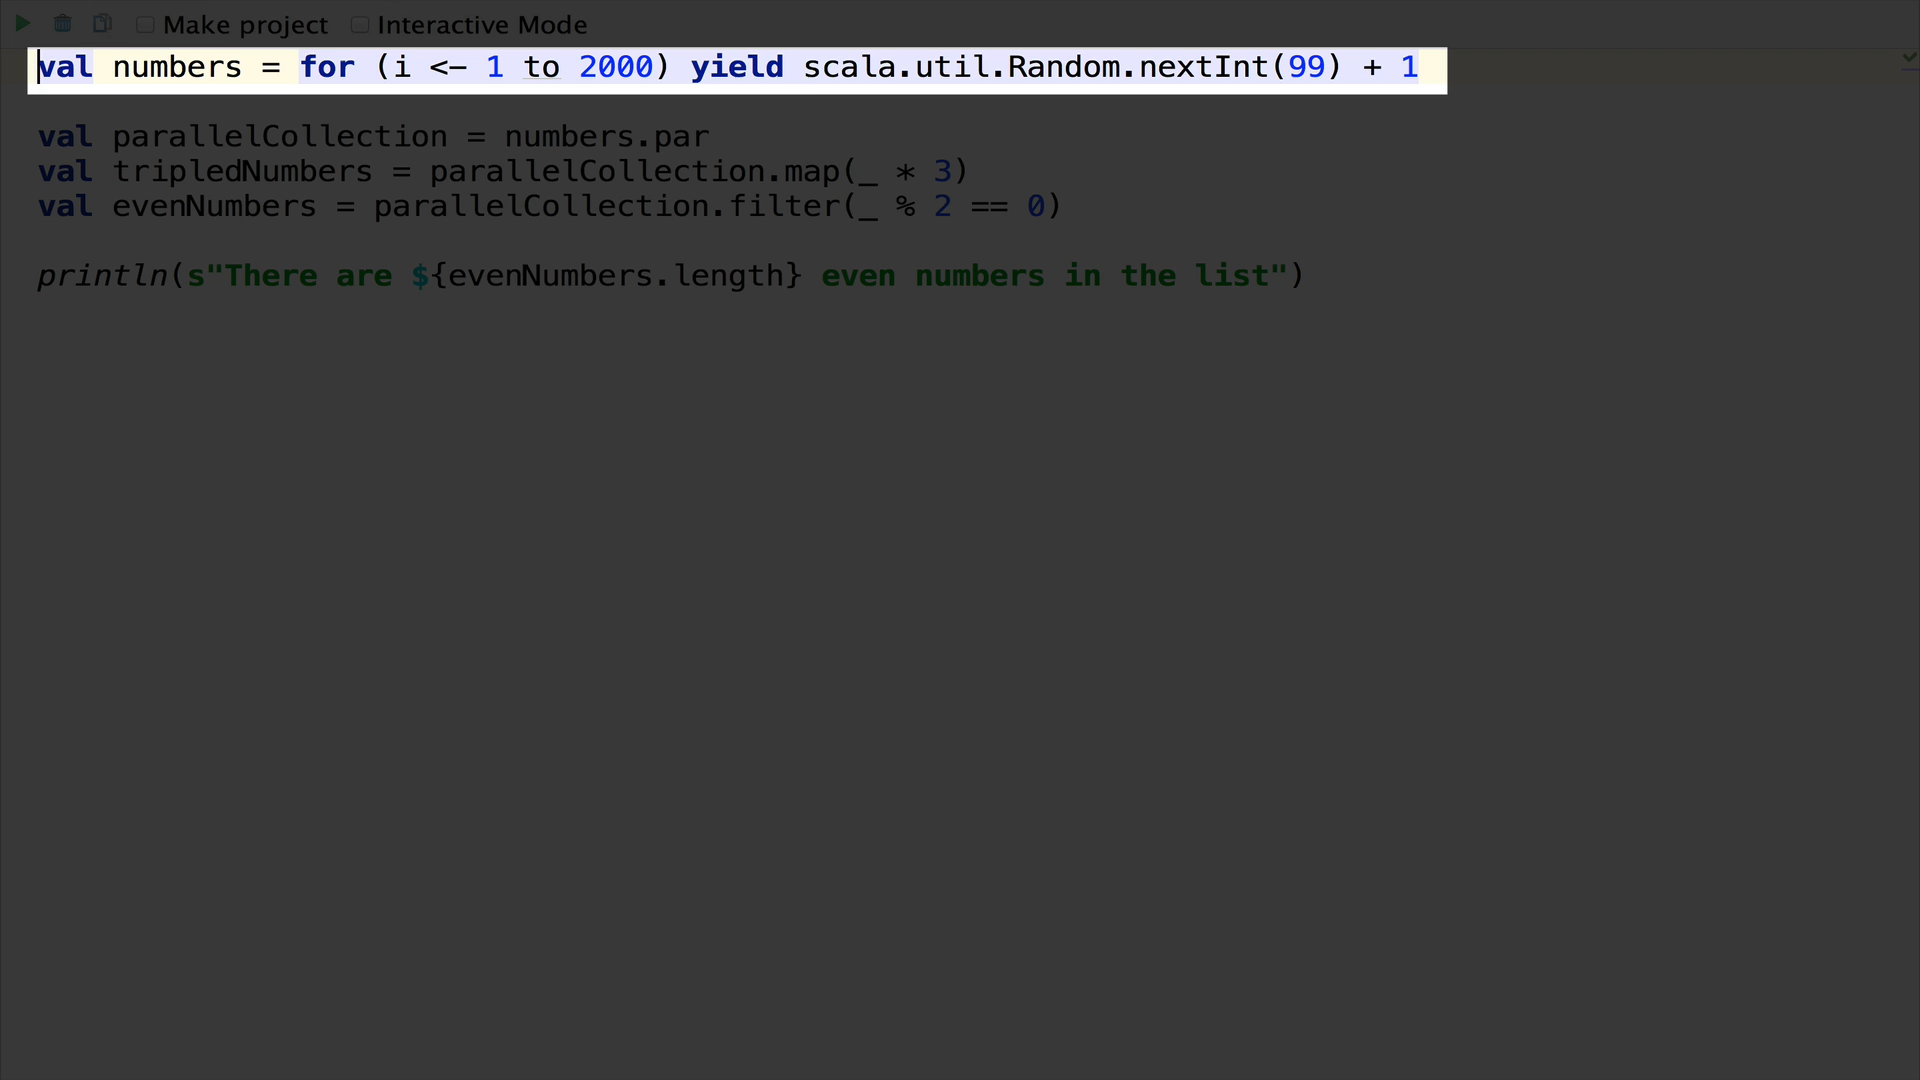 Make project Interactive Mode
val numbers = for (i <- 1 to 2000) yield scala.util.Random.nextInt(99) + 1
val parallelCollection = numbers.par
val tripledNumbers = parallelCollection.map(_ * 3)
val evenNumbers = parallelCollection.filter(_ % 2 == 0)
println(s"There are ${evenNumbers.length} even numbers in the list")